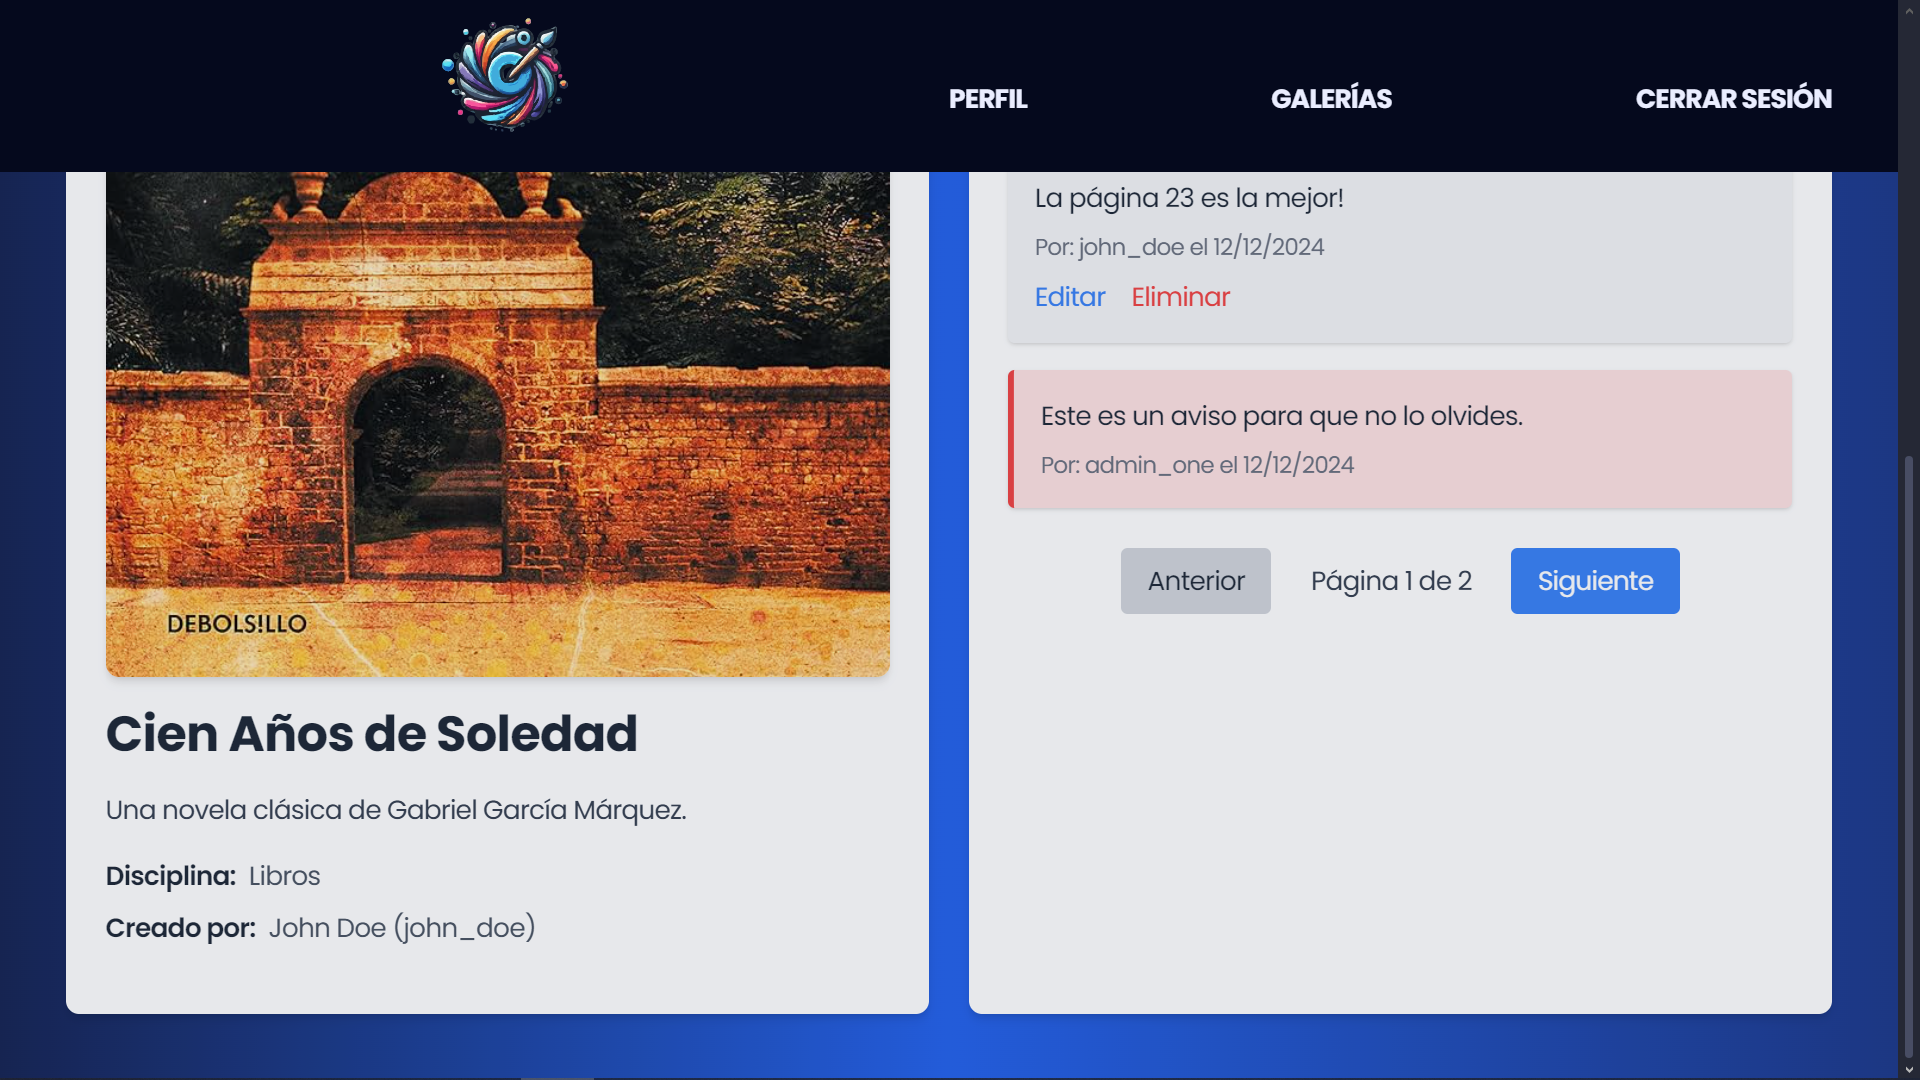 PERFIL
GALERÍAS
CERRAR SESIÓN
DEBOLS!LLO
Cien Años de Soledad
Una novela clásica de Gabriel García Márquez.
Disciplina: Libros
Creado por: John Doe (john_doe)
La página 23 es la mejor!
Por: john_doe el 12/12/2024
Editar Eliminar
Este es un aviso para que no lo olvides.
Por: admin_one el 12/12/2024
Anterior Página 1 de 2 Siguiente